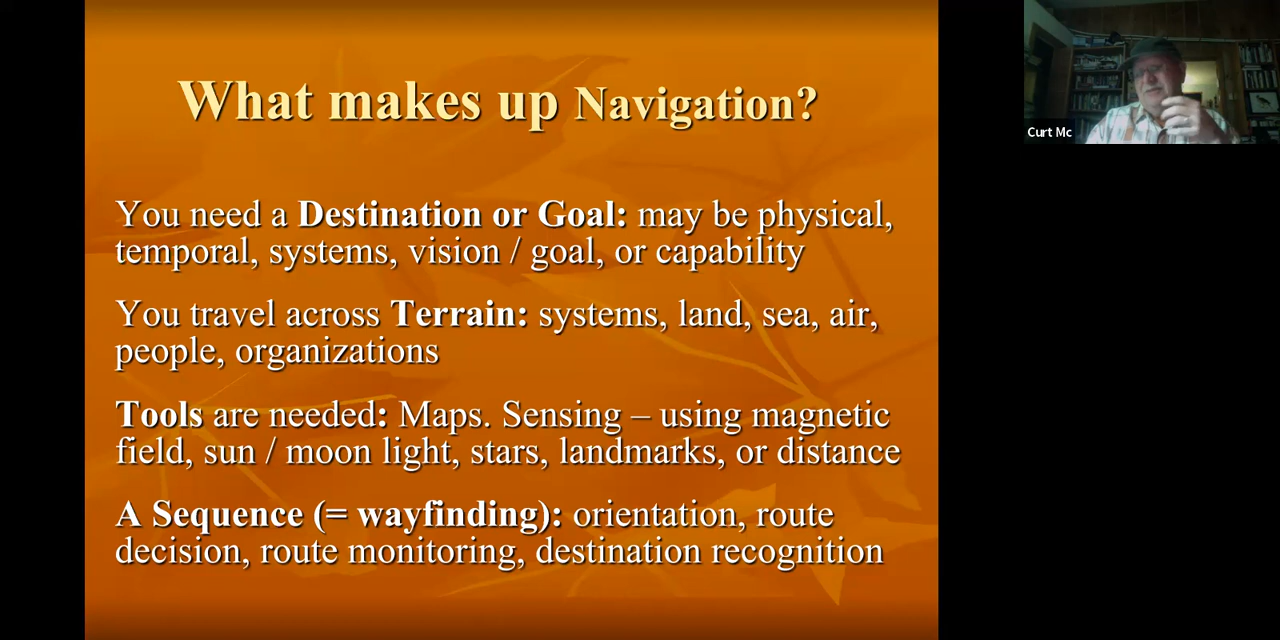 What makes up Navigation?
You need a Destination or Goal: may be physical,
temporal, systems, vision / goal, or capability
You travel across Terrain: systems, land, sea, air,
people, organizations
Tools are needed: Maps. Sensing – using magnetic
field, sun / moon light, stars, landmarks, or distance
A Sequence (= wayfinding): orientation, route
decision, route monitoring, destination recognition
Curt Mc